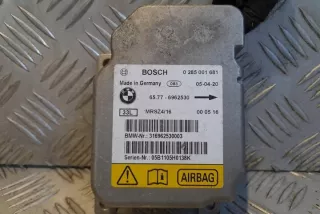 BOSCH 0 285 001 681
Made in Germany 05-04-20
65.77 - 6962530
MRSZ4/16 00 05 16
BMW-Nr.: 316962530003
Serien-Nr.: 05B1105H0138K
AIRBAG